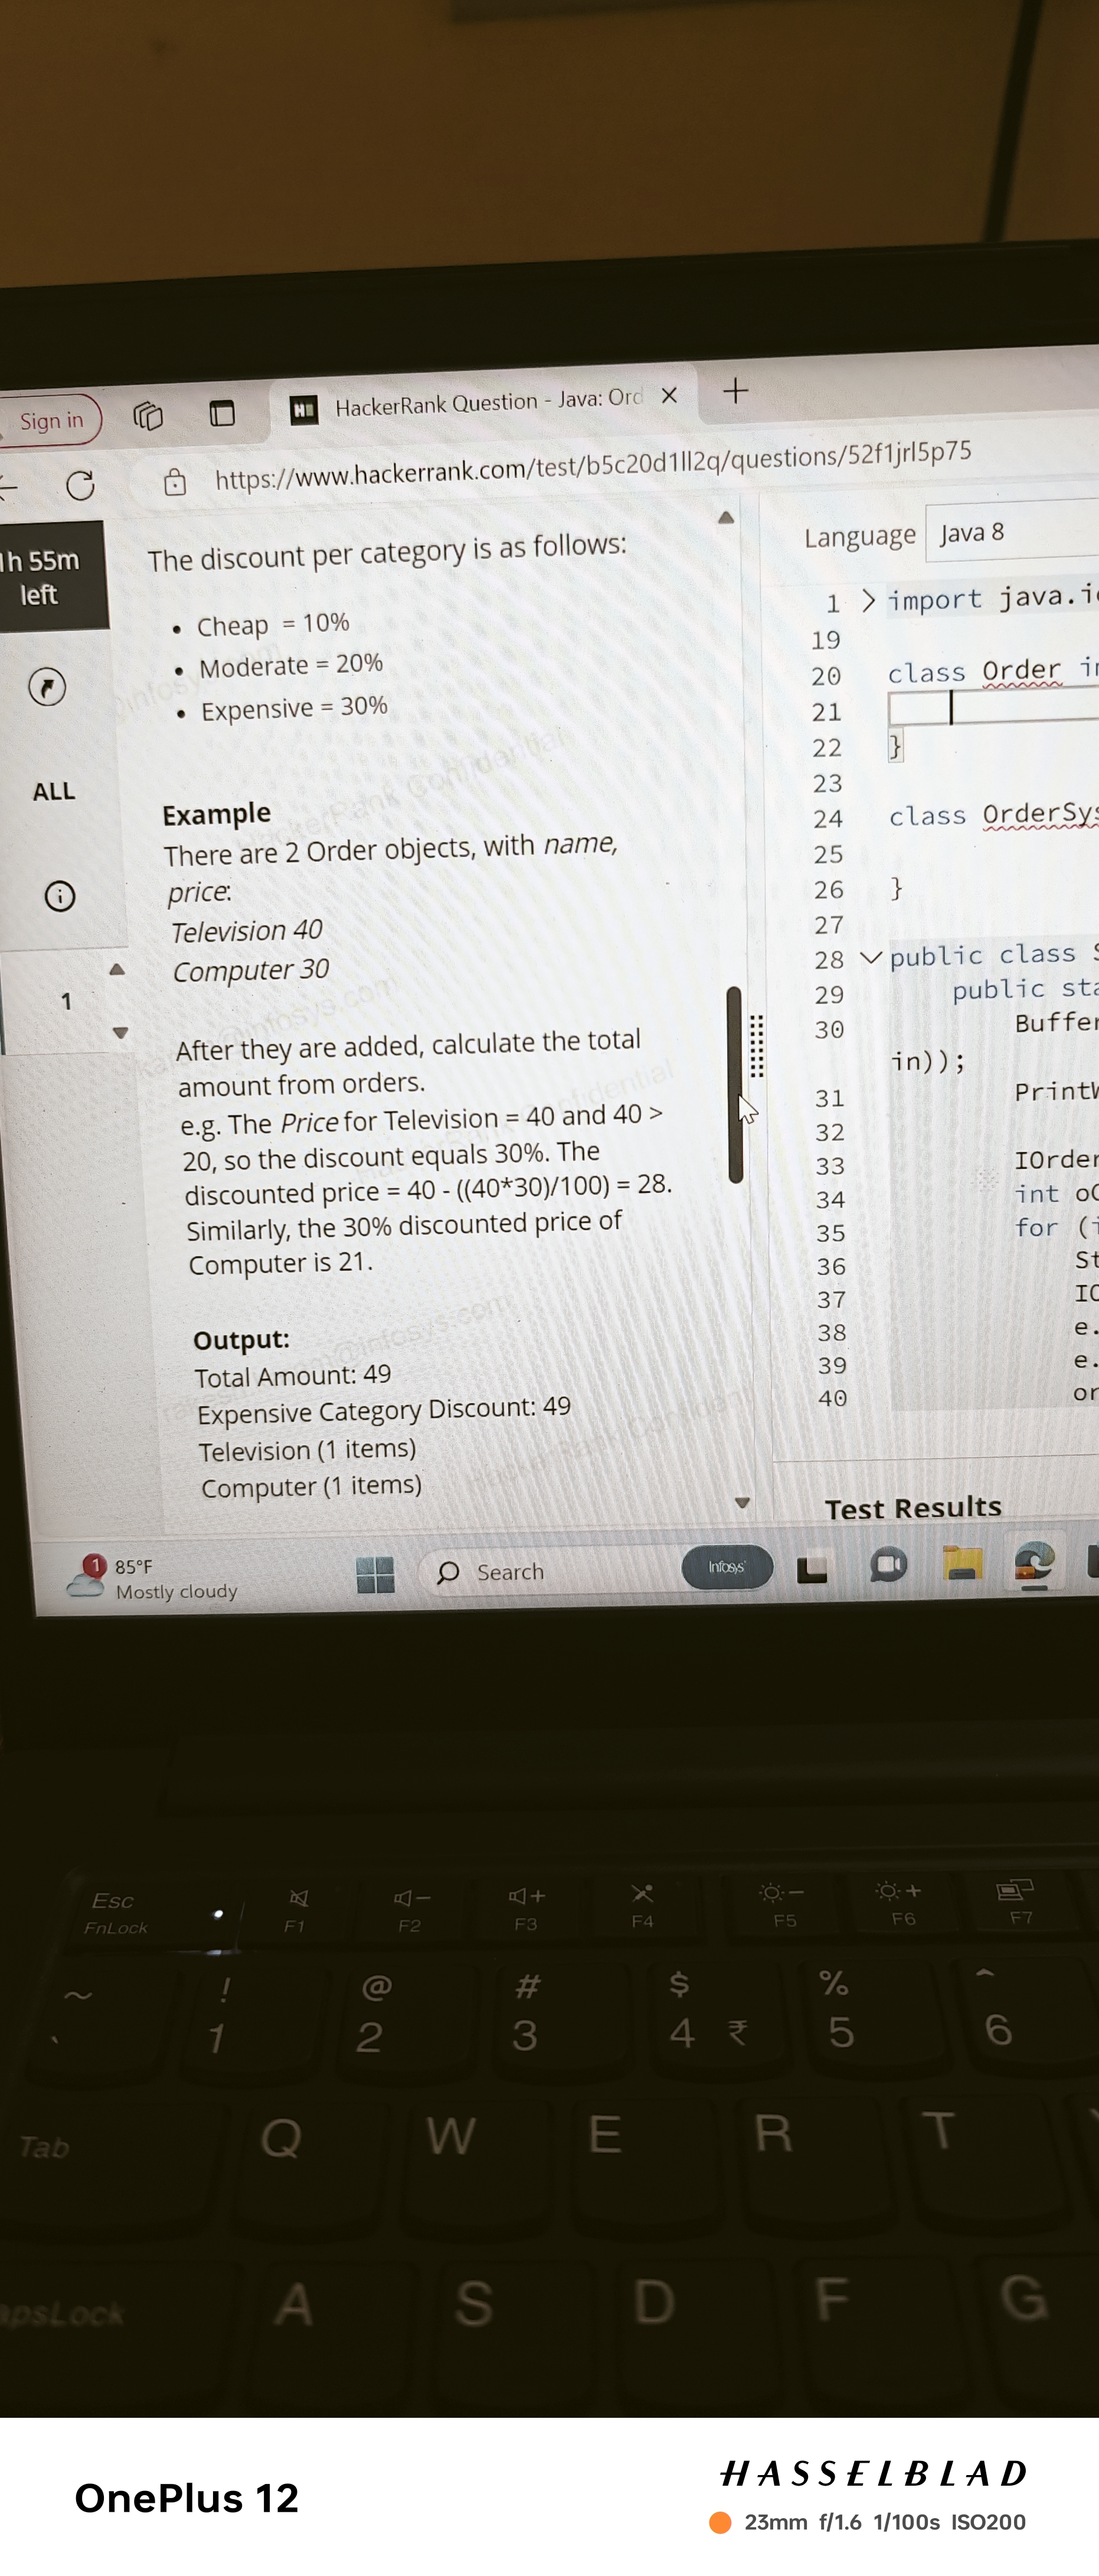 Sign in
HackerRank Question - Java: Ord
https://www.hackerrank.com/test/b5c20d1ll2q/questions/52f1jrl5p75
1h 55m
left
ALL
1
The discount per category is as follows:
• Cheap = 10%
• Moderate = 20%
• Expensive = 30%
Example
There are 2 Order objects, with name,
price:
Television 40
Computer 30
After they are added, calculate the total
amount from orders.
e.g. The Price for Television = 40 and 40 >
20, so the discount equals 30%. The
discounted price = 40 - ((40*30)/100) = 28.
Similarly, the 30% discounted price of
Computer is 21.
Output:
Total Amount: 49
Expensive Category Discount: 49
Television (1 items)
Computer (1 items)
HackerRank Confidential
Language Java 8
1 import java.io
19
20 class Order im
21
22 }
23
24 class OrderSys
25
26 }
27
28 public class S
29 public sta
30 Buffer
in));
31 PrintW
32
33 IOrder
34 int oC
35 for (i
36 St
37 IO
38 e.
39 e.
40 or
Test Results
1 85°F
Mostly cloudy
Search
Infosys
Esc
FnLock
F1 F2 F3 F4 F5 F6 F7
~ ! @ # $ % ^
` 1 2 3 4 ₹ 5 6
Tab Q W E R T
apsLock A S D F G
OnePlus 12
HASSELBLAD
23mm f/1.6 1/100s ISO200